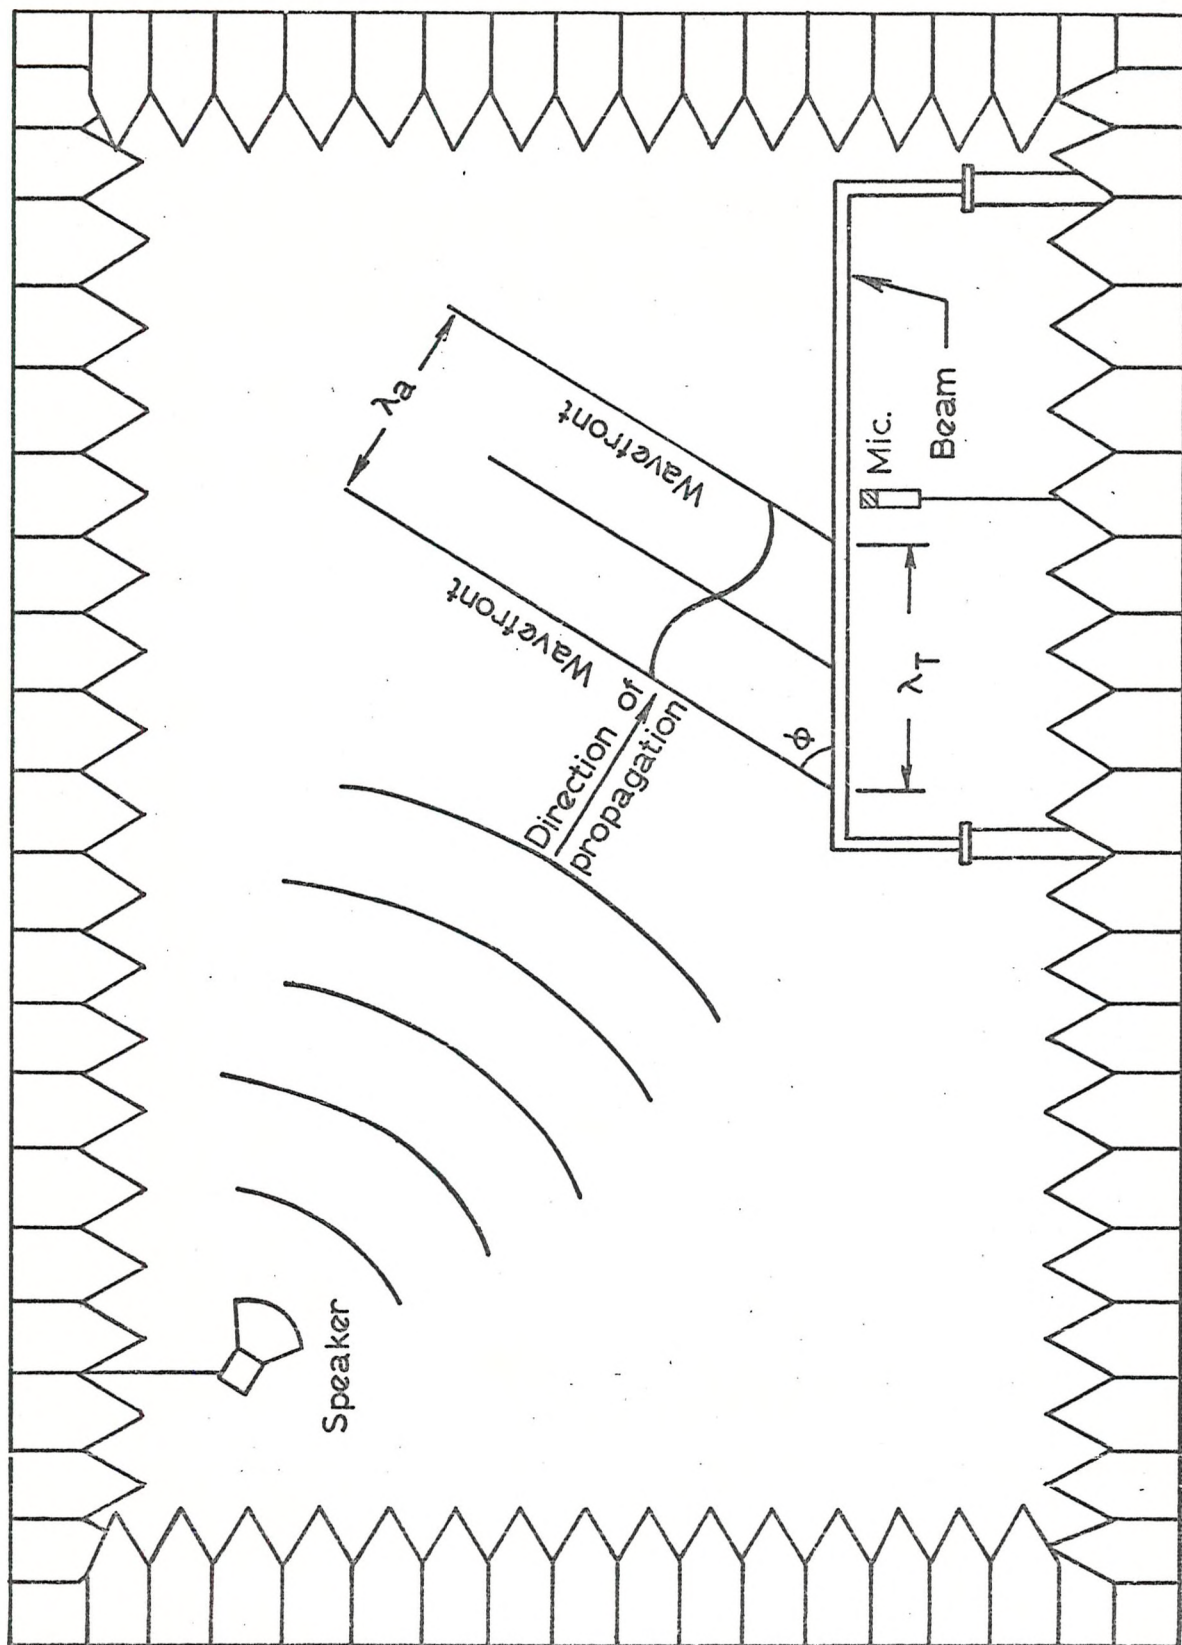 Speaker
Direction of
propagation
Wavefront
λa
Wavefront
ϕ
λT
Mic.
Beam